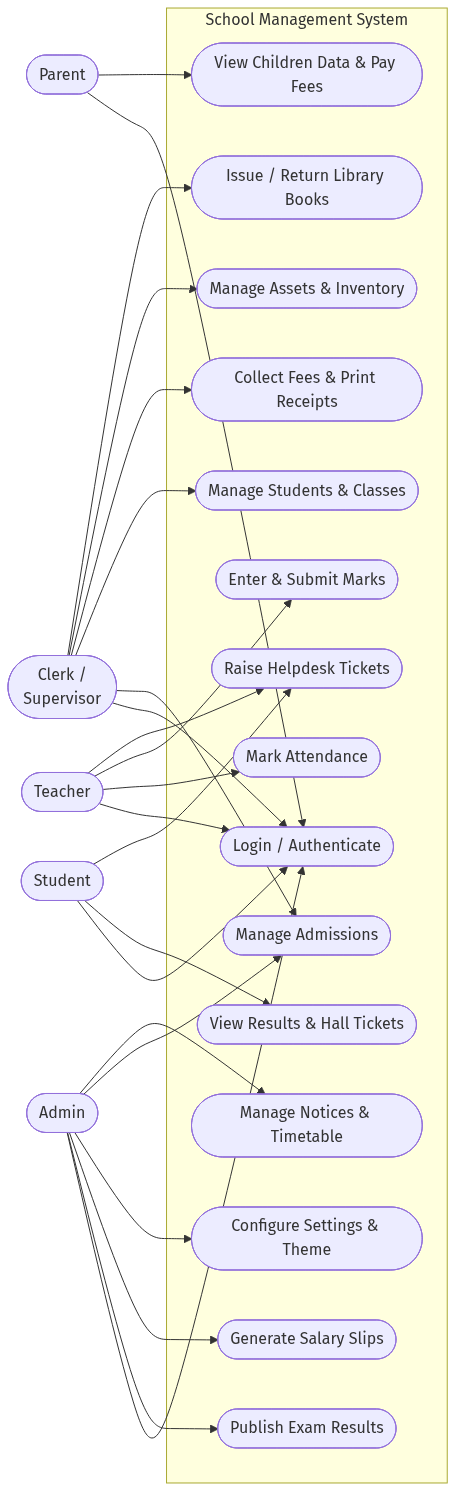 School Management System
Parent
View Children Data & Pay
Fees
Issue / Return Library
Books
Manage Assets & Inventory
Collect Fees & Print
Receipts
Manage Students & Classes
Enter & Submit Marks
Clerk /
Supervisor
Raise Helpdesk Tickets
Mark Attendance
Teacher
Login / Authenticate
Student
Manage Admissions
View Results & Hall Tickets
Admin
Manage Notices &
Timetable
Configure Settings &
Theme
Generate Salary Slips
Publish Exam Results